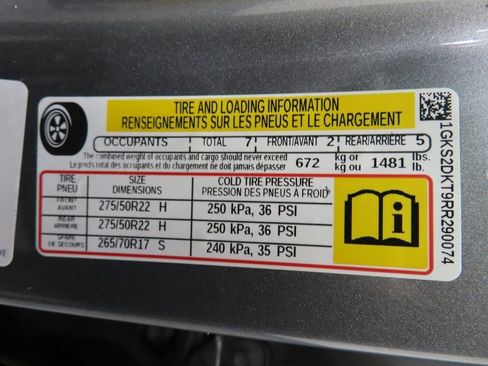 TIRE AND LOADING INFORMATION
RENSEIGNEMENTS SUR LES PNEUS ET LE CHARGEMENT
OCCUPANTS TOTAL 7 FRONT/AVANT 2 REAR/ARRIÈRE 5
The combined weight of occupants and cargo should never exceed 672 kg or 1481 lbs.
Le poids total des occupants et du chargement ne doit jamais dépasser kg ou lb.
TIRE SIZE COLD TIRE PRESSURE
PNEU DIMENSIONS PRESSION DES PNEUS À FROID
FRONT
AVANT 275/50R22 H 250 kPa, 36 PSI
REAR
ARRIÈRE 275/50R22 H 250 kPa, 36 PSI
SPARE
DE SECOURS 265/70R17 S 240 kPa, 35 PSI
1GKS2DKT9RR290074
VE